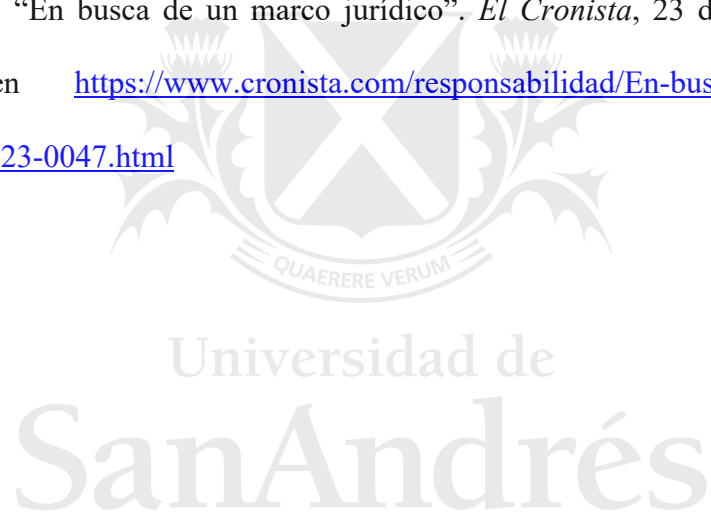 “En busca de un marco jurídico”. El Cronista, 23 d
en https://www.cronista.com/responsabilidad/En-bus
23-0047.html
QUAERERE VERUM
Universidad de
SanAndrés